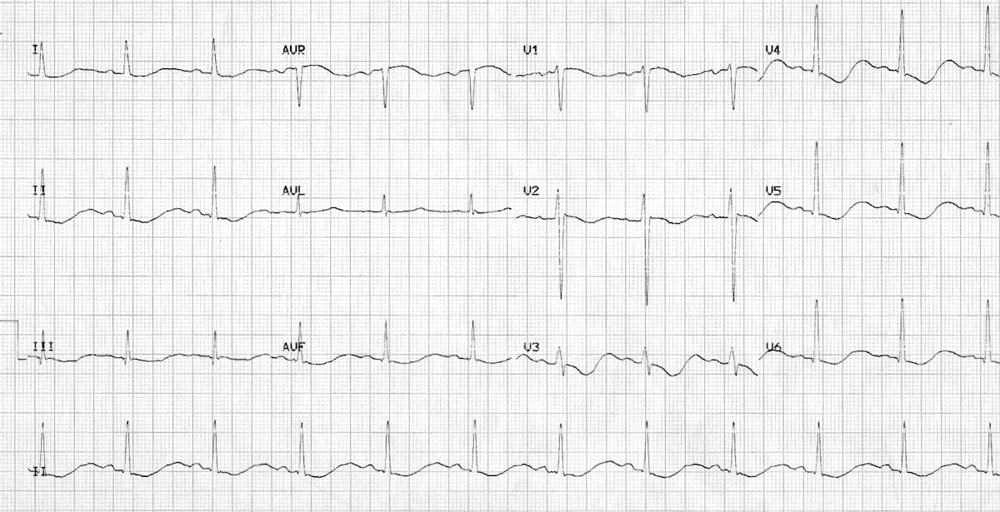 I AVR V1 V4
II AVL V2 V5
III AVF V3 V6
II